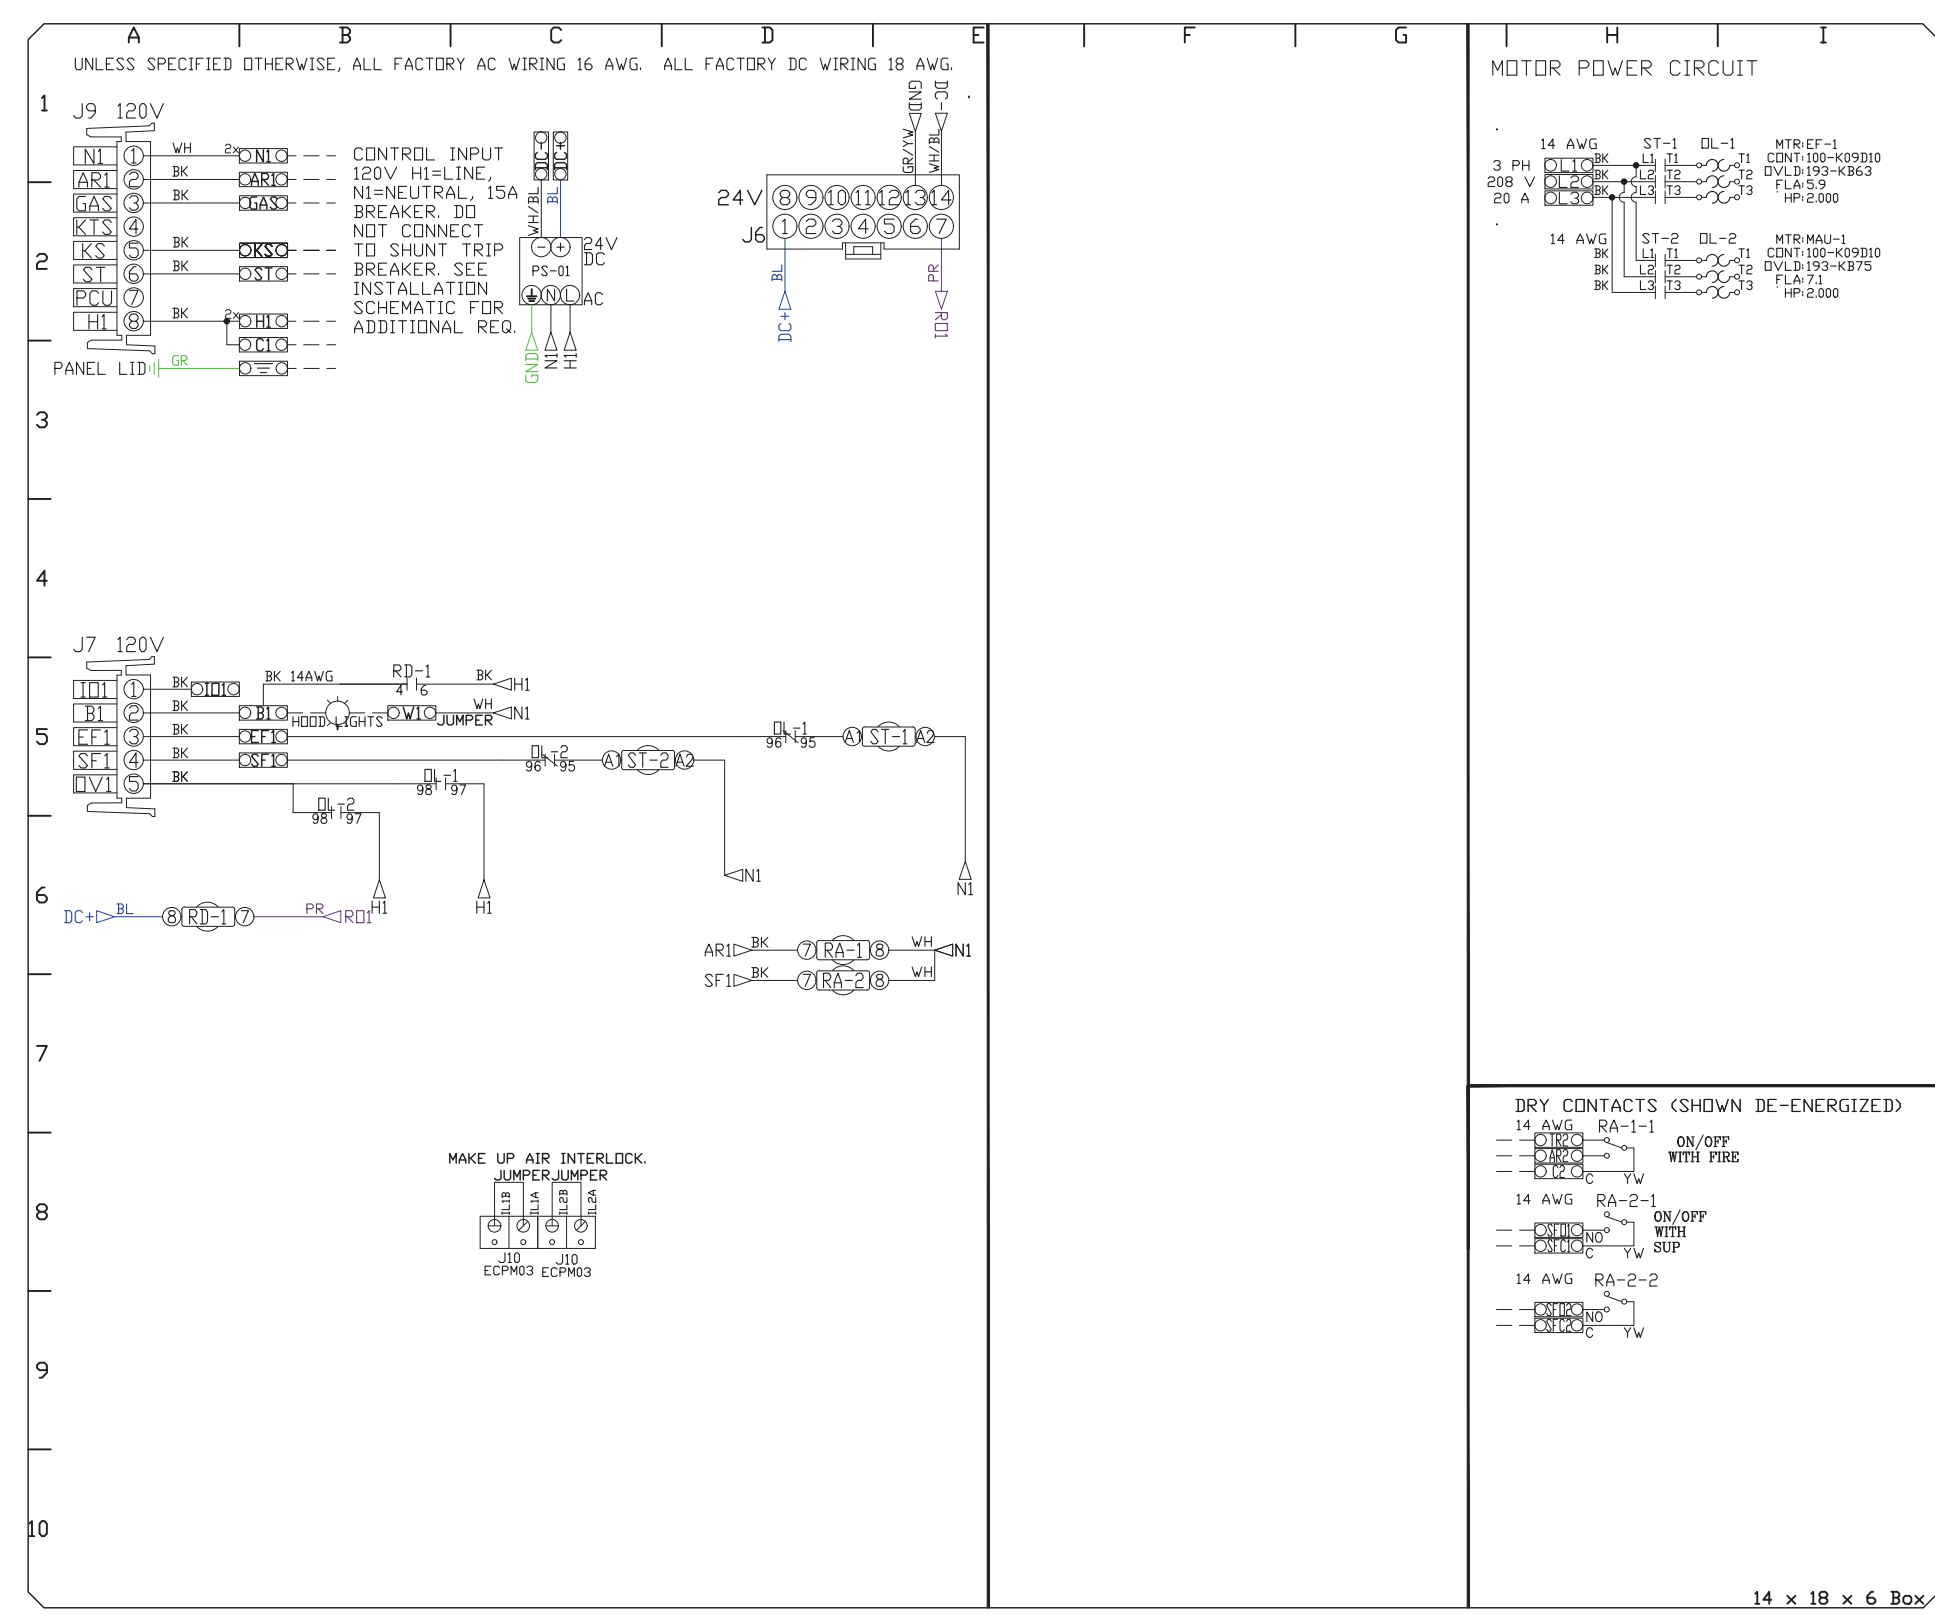 A B C D E F G H I
UNLESS SPECIFIED OTHERWISE, ALL FACTORY AC WIRING 16 AWG. ALL FACTORY DC WIRING 18 AWG.
1
2
3
4
5
6
7
8
9
10
J9 120V
N1 1 WH 2x N1
AR1 2 BK AR1
GAS 3 BK GAS
KTS 4
KS 5 BK KS
ST 6 BK ST
PCU 7
H1 8 BK 2x H1
C1
PANEL LID GR
CONTROL INPUT
120V H1=LINE,
N1=NEUTRAL, 15A
BREAKER. DO
NOT CONNECT
TO SHUNT TRIP
BREAKER. SEE
INSTALLATION
SCHEMATIC FOR
ADDITIONAL REQ.
DC- DC+
WH/BL BL
- + 24V
DC
PS-01
N L AC
GND N1 H1
GND DC-
GR/YW WH/BL
24V 8 9 10 11 12 13 14
J6 1 2 3 4 5 6 7
BL PR
DC+ RO1
J7 120V
IO1 1 BK IO1
B1 2 BK B1
EF1 3 BK EF1
SF1 4 BK SF1
OV1 5 BK
BK 14AWG RD-1 BK H1
4 6
HOOD LIGHTS W1 WH N1
JUMPER
OL-1
96 95 A1 ST-1 A2
N1
OL-2
96 95 A1 ST-2 A2
N1
OL-1
98 97
H1
OL-2
98 97
H1
DC+ BL 8 RD-1 7 PR RO1
AR1 BK 7 RA-1 8 WH N1
SF1 BK 7 RA-2 8 WH
MAKE UP AIR INTERLOCK.
JUMPER JUMPER
IL1B IL1A IL2B IL2A
J10 J10
ECPM03 ECPM03
MOTOR POWER CIRCUIT
14 AWG ST-1 OL-1
3 PH L1 BK L1 T1 T1
208 V L2 BK L2 T2 T2
20 A L3 BK L3 T3 T3
MTR:EF-1
CONT:100-K09D10
OVLD:193-KB63
FLA:5.9
HP:2.000
14 AWG ST-2 OL-2
BK L1 T1 T1
BK L2 T2 T2
BK L3 T3 T3
MTR:MAU-1
CONT:100-K09D10
OVLD:193-KB75
FLA:7.1
HP:2.000
DRY CONTACTS (SHOWN DE-ENERGIZED)
14 AWG RA-1-1
TR2
AR2
C2 C YW
ON/OFF
WITH FIRE
14 AWG RA-2-1
SFO1 NO
SFC1 C YW
ON/OFF
WITH
SUP
14 AWG RA-2-2
SFO2 NO
SFC2 C YW
14 x 18 x 6 Box